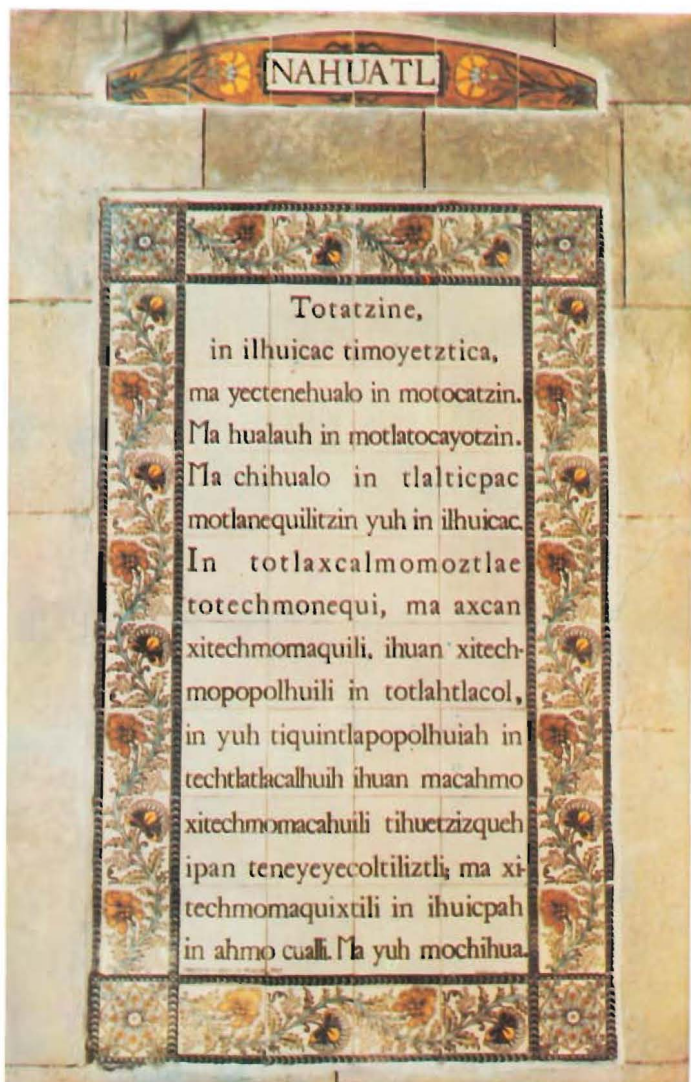 NAHUATL
Totatzine,
in ilhuicac timoyetztica,
ma yectenehualo in motocatzin.
Ma hualauh in motlatocayotzin.
Ma chihualo in tlalticpac
motlanequilitzin yuh in ilhuicac.
In totlaxcalmomoztlae
totechmonequi, ma axcan
xitechmomaquili, ihuan xitech-
mopopolhuili in totlahtlacol,
in yuh tiquintlapopolhuiah in
techtlatlacalhuih ihuan macahmo
xitechmomacahuili tihuetzizqueh
ipan teneyeyecoltiliztli; ma xi-
techmomaquixtili in ihuicpah
in ahmo cualli. Ma yuh mochihua.